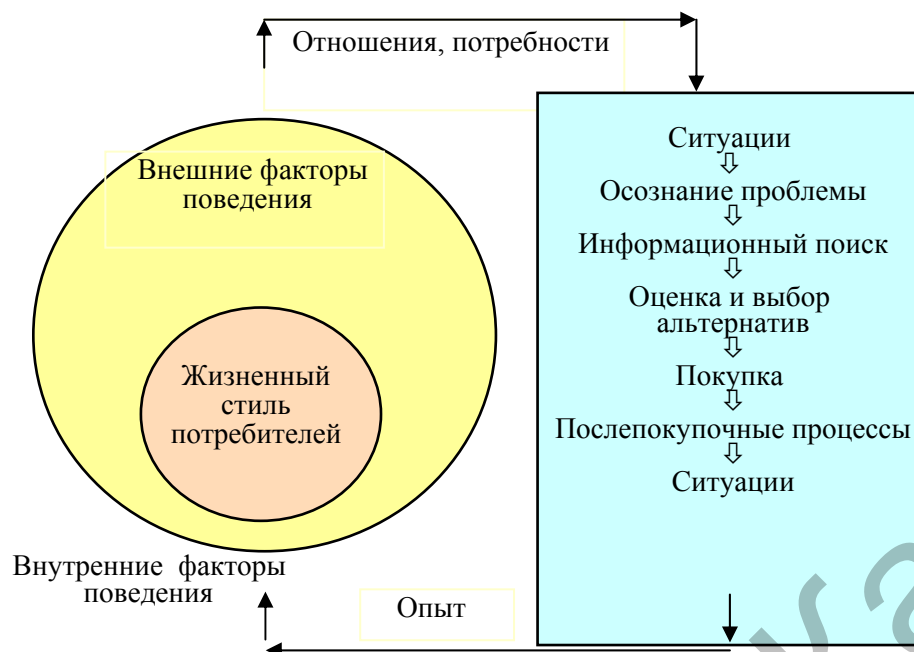 Отношения, потребности
Внешние факторы
поведения
Жизненный
стиль
потребителей
Внутренние факторы
поведения
Ситуации
Осознание проблемы
Информационный поиск
Оценка и выбор
альтернатив
Покупка
Послепокупочные процессы
Ситуации
Опыт